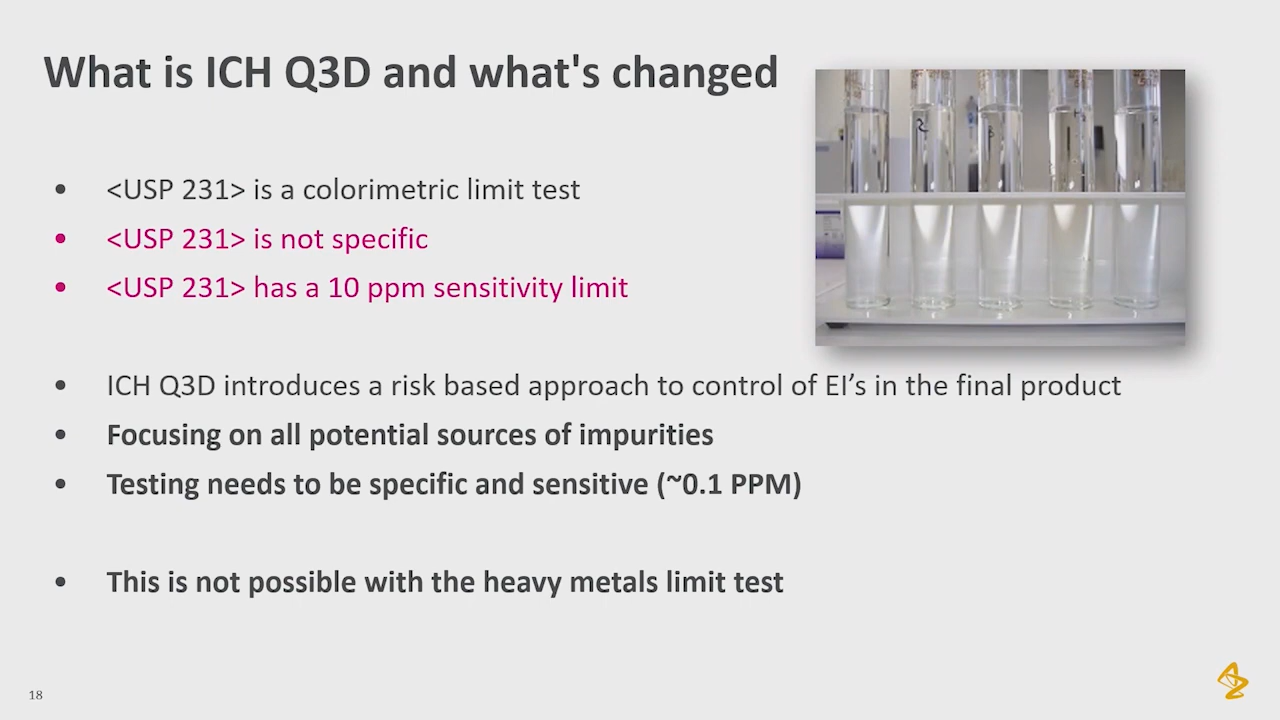 What is ICH Q3D and what's changed
• <USP 231> is a colorimetric limit test
• <USP 231> is not specific
• <USP 231> has a 10 ppm sensitivity limit
• ICH Q3D introduces a risk based approach to control of EI’s in the final product
• Focusing on all potential sources of impurities
• Testing needs to be specific and sensitive (~0.1 PPM)
• This is not possible with the heavy metals limit test
18